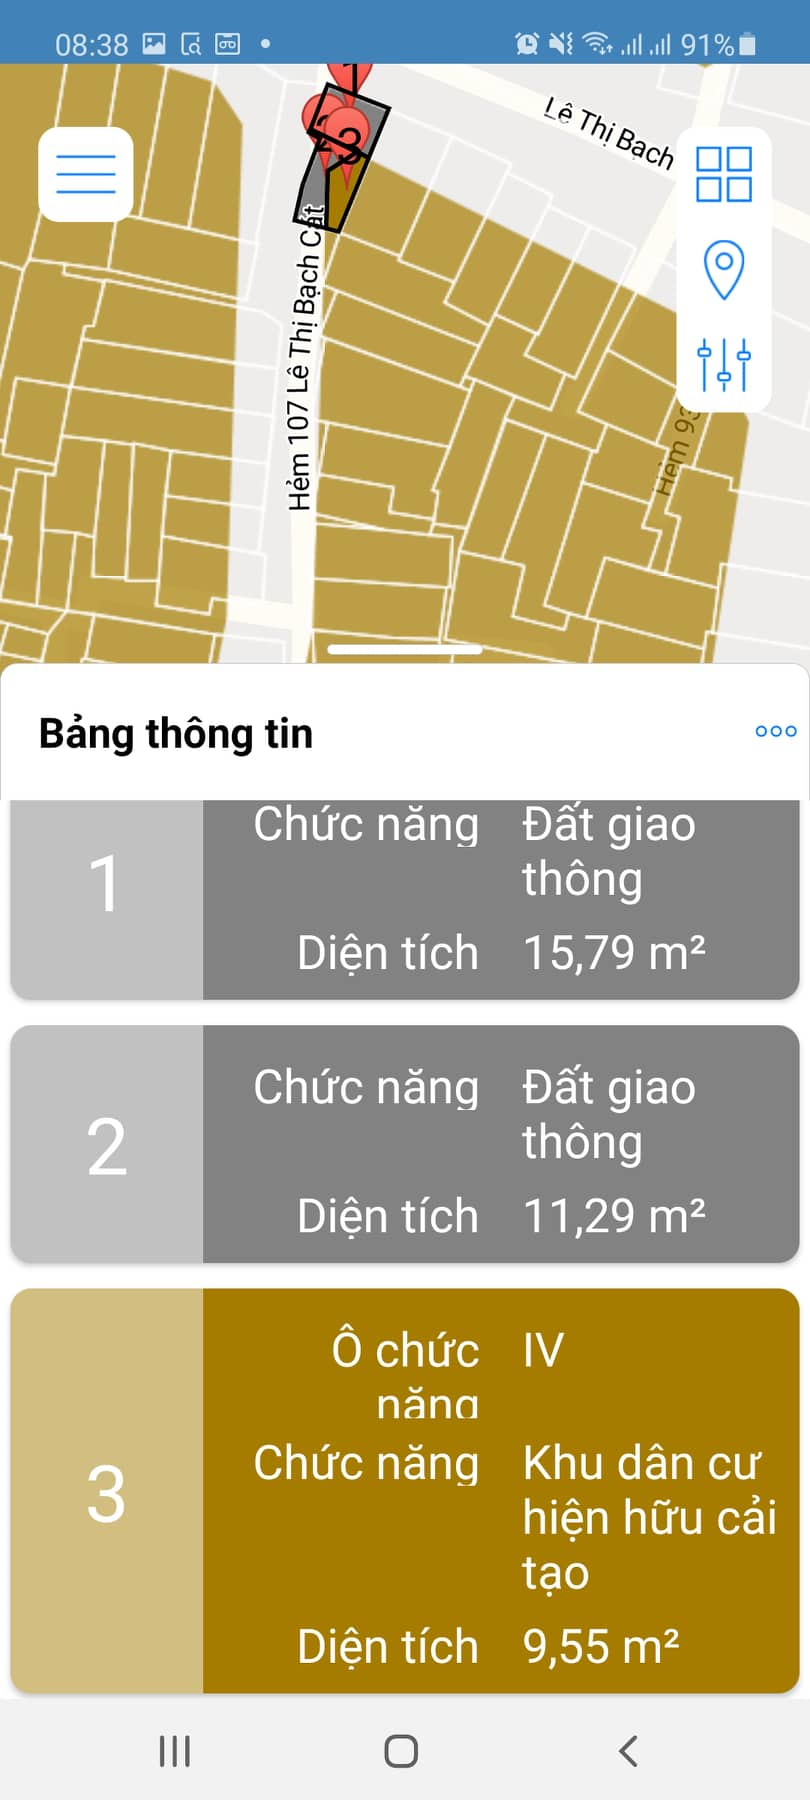 08:38
91%
Lê Thị Bạch
1
2
3
Hẻm 107 Lê Thị Bạch Cát
Hẻm 93
Bảng thông tin
1
Chức năng Đất giao thông
Diện tích 15,79 m²
2
Chức năng Đất giao thông
Diện tích 11,29 m²
3
Ô chức năng IV
Chức năng Khu dân cư hiện hữu cải tạo
Diện tích 9,55 m²